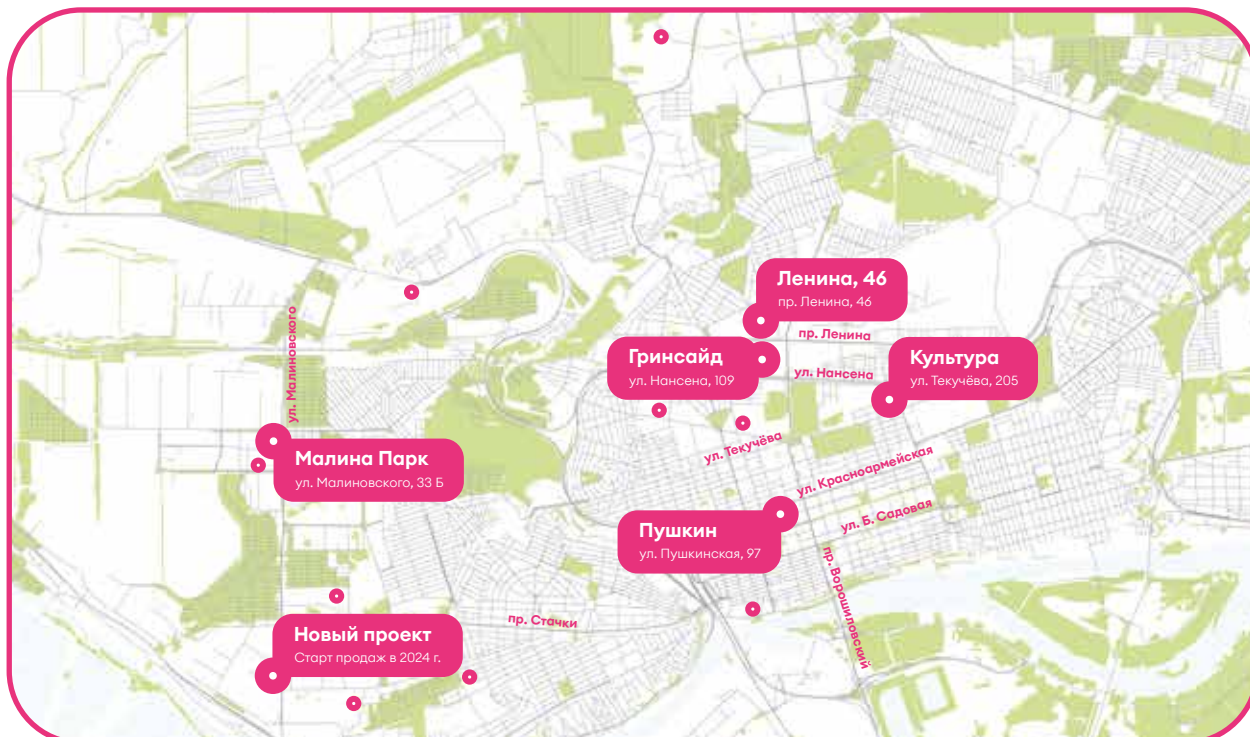 Ленина, 46
пр. Ленина, 46
пр. Ленина
Гринсайд
ул. Нансена, 109
ул. Нансена
Культура
ул. Текучёва, 205
ул. Малиновского
ул. Текучёва
Малина Парк
ул. Малиновского, 33 Б
ул. Красноармейская
ул. Б. Садовая
Пушкин
ул. Пушкинская, 97
пр. Ворошиловский
пр. Стачки
Новый проект
Старт продаж в 2024 г.